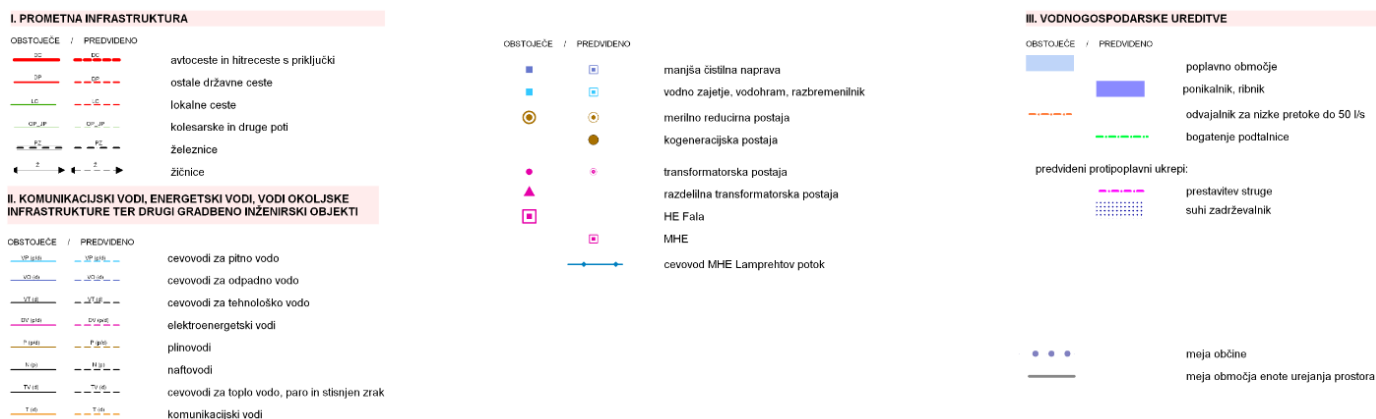 I. PROMETNA INFRASTRUKTURA
OBSTOJEČE / PREDVIDENO
avtoceste in hitreceste s priključki
ostale državne ceste
LC LC
lokalne ceste
kolesarske in druge poti
železnice
žičnice
II. KOMUNIKACIJSKI VODI, ENERGETSKI VODI, VODI OKOLJSKE
INFRASTRUKTURE TER DRUGI GRADBENO INŽENIRSKI OBJEKTI
OBSTOJEČE / PREDVIDENO
cevovodi za pitno vodo
cevovodi za odpadno vodo
cevovodi za tehnološko vodo
elektroenergetski vodi
plinovodi
naftovodi
cevovodi za toplo vodo, paro in stisnjen zrak
komunikacijski vodi
OBSTOJEČE / PREDVIDENO
manjša čistilna naprava
vodno zajetje, vodohram, razbremenilnik
merilno reducirna postaja
kogeneracijska postaja
transformatorska postaja
razdelilna transformatorska postaja
HE Fala
MHE
cevovod MHE Lamprehtov potok
III. VODNOGOSPODARSKE UREDITVE
OBSTOJEČE / PREDVIDENO
poplavno območje
ponikalnik, ribnik
odvajalnik za nizke pretoke do 50 l/s
bogatenje podtalnice
predvideni protipoplavni ukrepi:
prestavitev struge
suhi zadrževalnik
meja občine
meja območja enote urejanja prostora